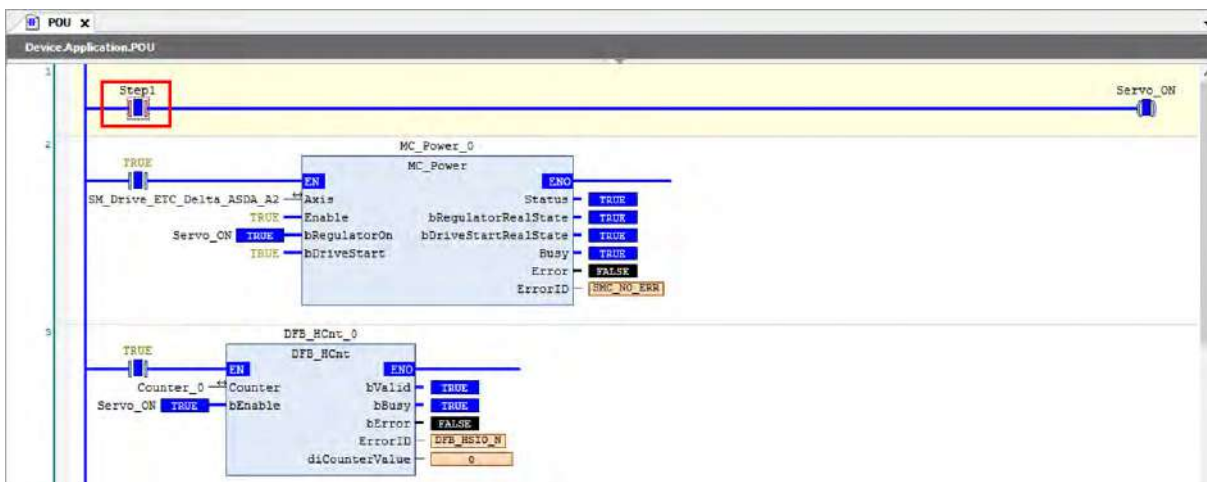 POU x
Device.Application.POU
1
Step1 Servo_ON
2
MC_Power_0
TRUE MC_Power
EN ENO
SM_Drive_ETC_Delta_ASDA_A2 Axis Status TRUE
TRUE Enable bRegulatorRealState TRUE
Servo_ON TRUE bRegulatorOn bDriveStartRealState TRUE
TRUE bDriveStart Busy TRUE
Error FALSE
ErrorID SMC_NO_ERR
3
DFB_HCnt_0
TRUE DFB_HCnt
EN ENO
Counter_0 Counter bValid TRUE
Servo_ON TRUE bEnable bBusy TRUE
bError FALSE
ErrorID DFB_HSIO_N
diCounterValue 0